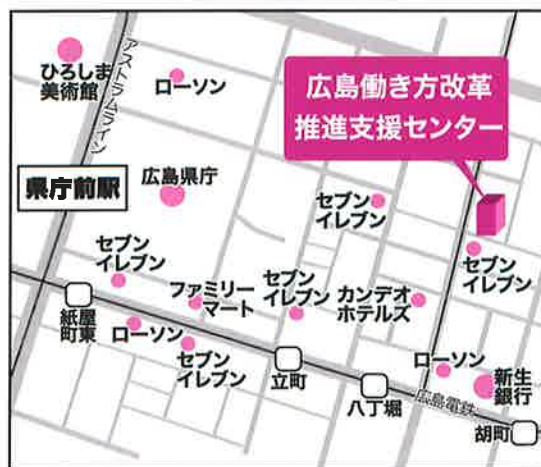 ひろしま
美術館
アストラムライン
ローソン
広島働き方改革
推進支援センター
県庁前駅
広島県庁
セブン
イレブン
セブン
イレブン
セブン
イレブン
ファミリー
マート
セブン
イレブン
カンデオ
ホテルズ
紙屋
町東
ローソン
セブン
イレブン
立町
ローソン
新生
銀行
八丁堀
広島電鉄
胡町